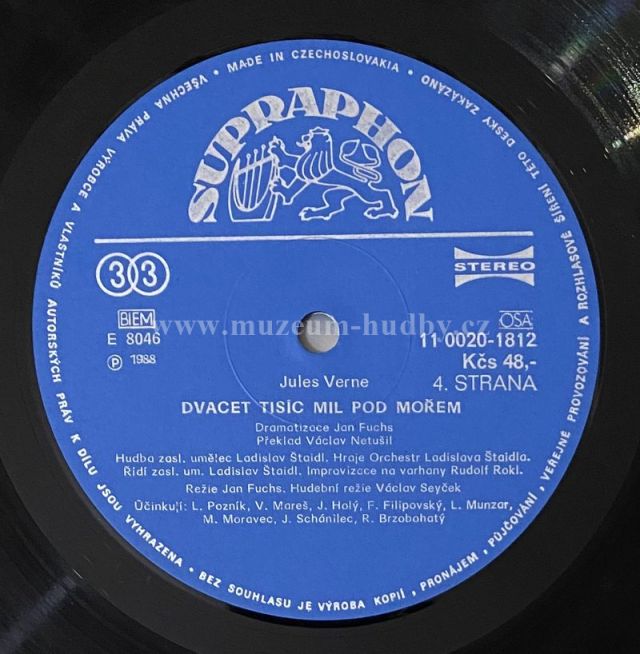 VŠECHNA PRÁVA VÝROBCE A VLASTNÍKŮ AUTORSKÝCH PRÁV K DÍLU JSOU VYHRAZENA • BEZ SOUHLASU JE VÝROBA KOPIÍ, PRONÁJEM, PŮJČOVÁNÍ, VEŘEJNÉ PROVOZOVÁNÍ A ROZHLASOVÉ ŠÍŘENÍ TÉTO DESKY ZAKÁZÁNO • MADE IN CZECHOSLOVAKIA •
SUPRAPHON
33
STEREO
BIEM
OSA
www.muzeum-hudby.cz
E 8046
11 0020-1812
Ⓟ 1988
Kčs 48,-
Jules Verne
4. STRANA
DVACET TISÍC MIL POD MOŘEM
Dramatizace Jan Fuchs
Překlad Václav Netušil
Hudba zasl. umělec Ladislav Štaidl. Hraje Orchestr Ladislava Štaidla.
Řídí zasl. um. Ladislav Štaidl. Improvizace na varhany Rudolf Rokl.
Režie Jan Fuchs. Hudební režie Václav Seyček
Účinkují: L. Pozník, V. Mareš, J. Holý, F. Filipovský, L. Munzar,
M. Moravec, J. Schánilec, R. Brzobohatý